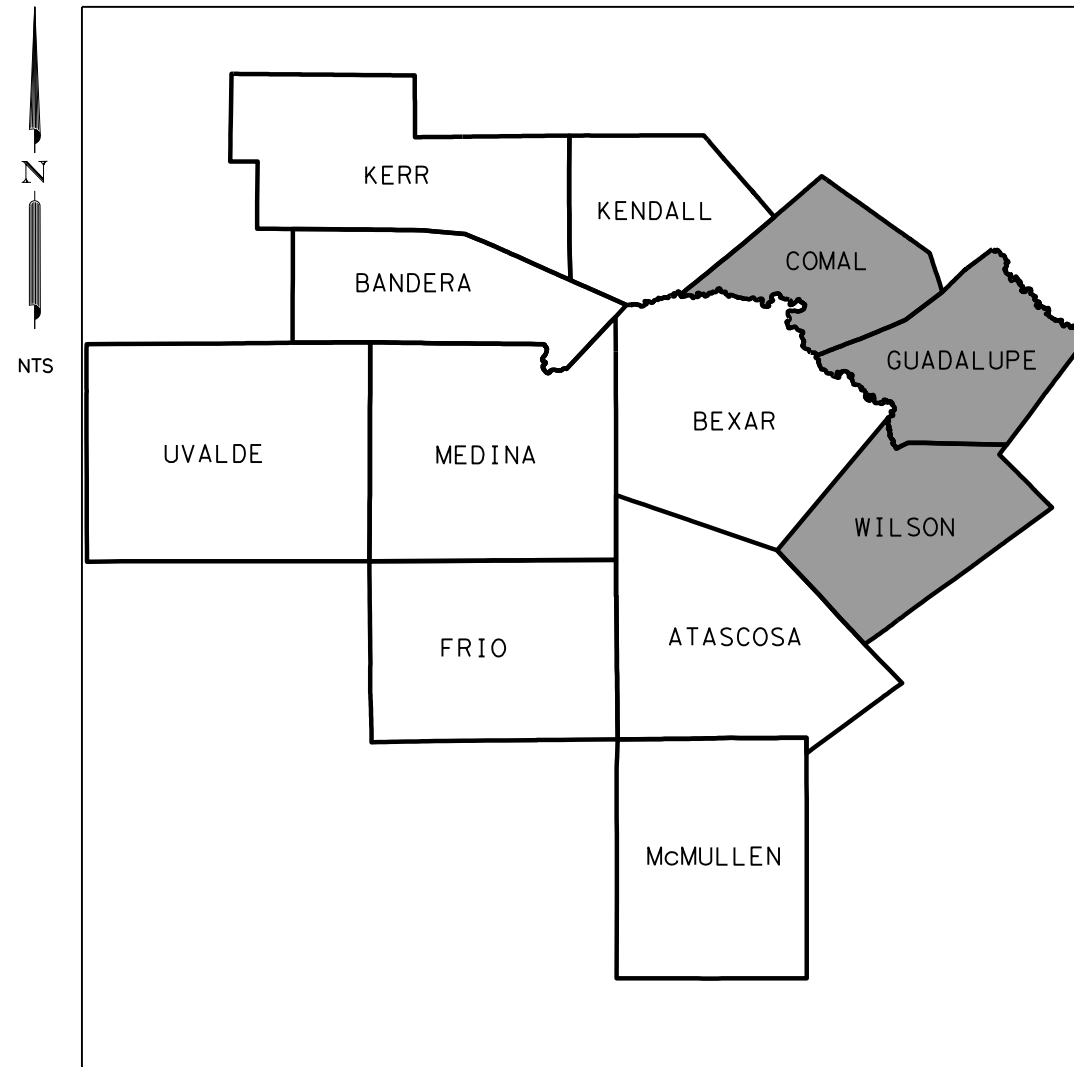 N
NTS
KERR
KENDALL
COMAL
BANDERA
GUADALUPE
BEXAR
UVALDE
MEDINA
WILSON
ATASCOSA
FRIO
McMULLEN